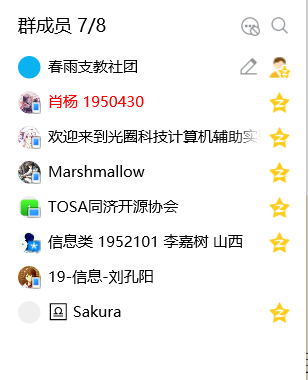 群成员 7/8
春雨支教社团
肖杨 1950430
欢迎来到光圈科技计算机辅助实
Marshmallow
TOSA同济开源协会
信息类 1952101 李嘉树 山西
19-信息-刘孔阳
♎ Sakura